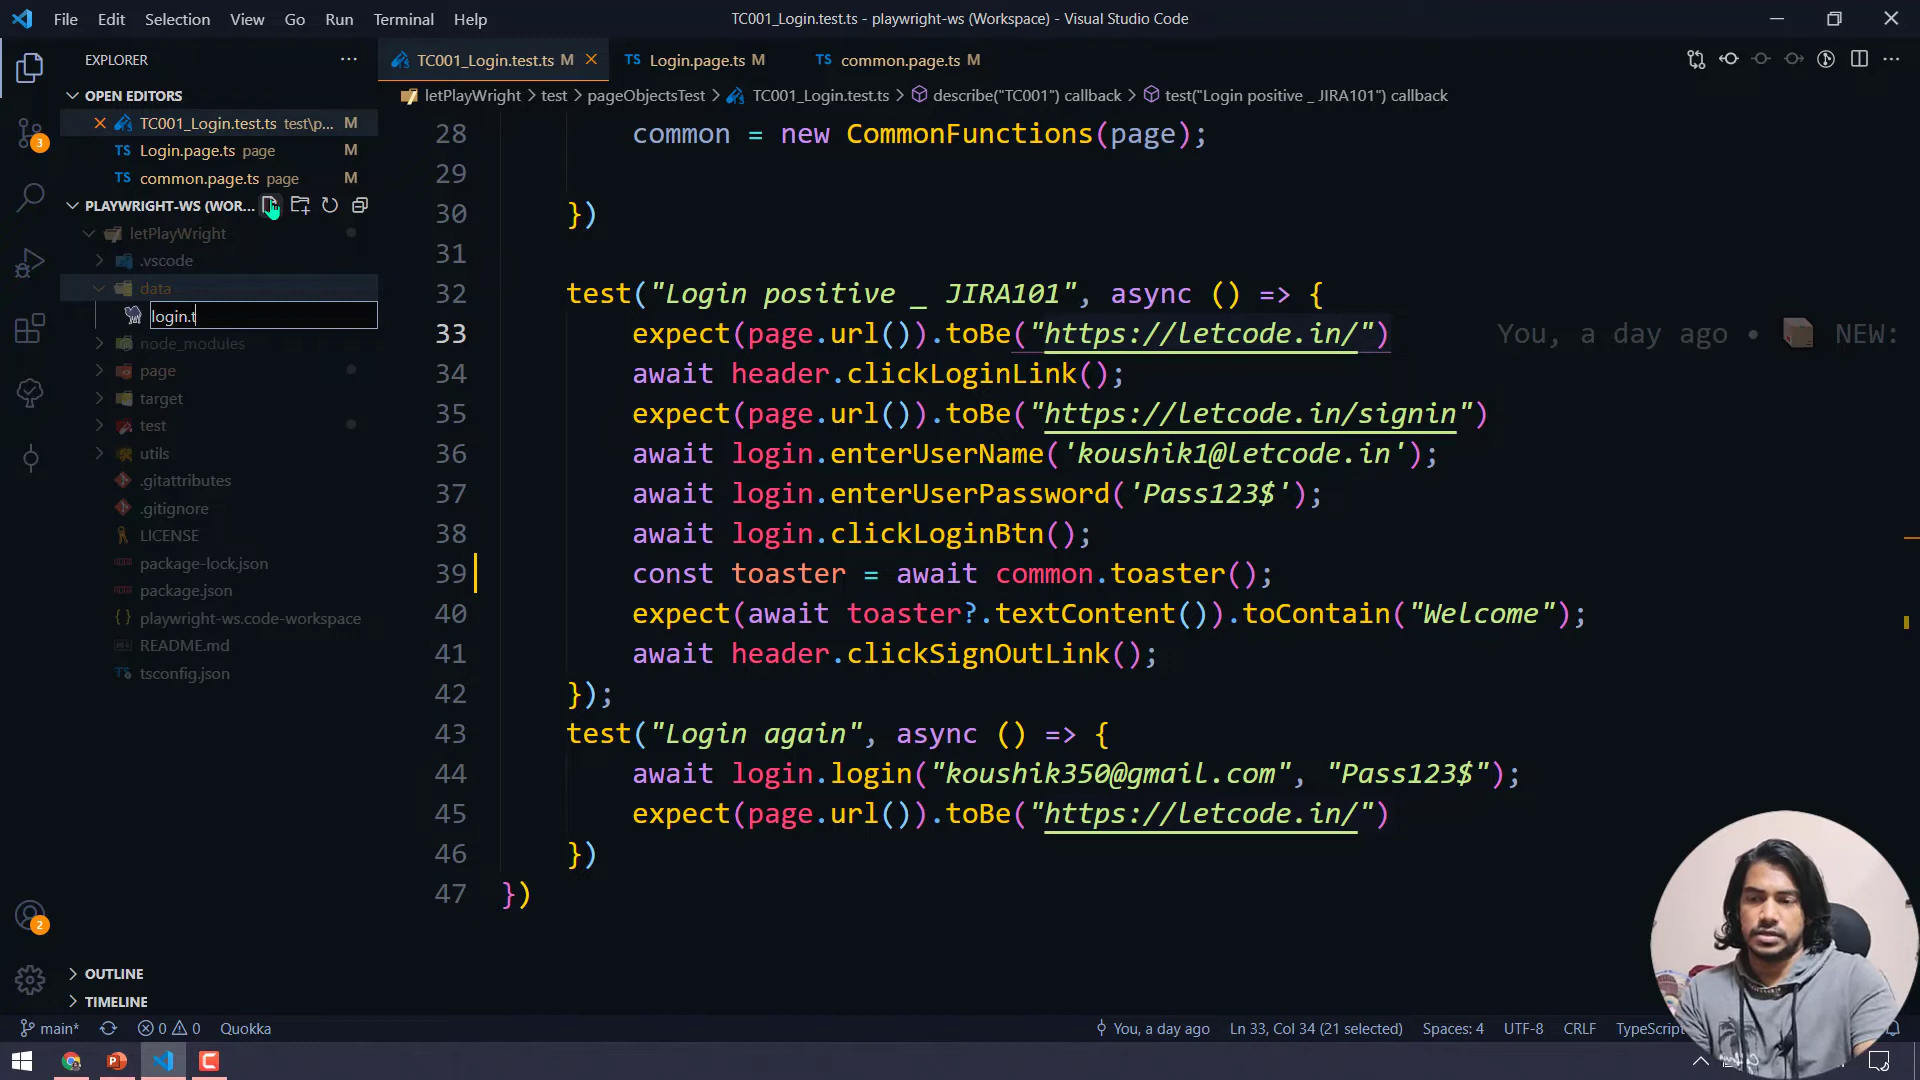 File Edit Selection View Go Run Terminal Help
TC001_Login.test.ts - playwright-ws (Workspace) - Visual Studio Code
EXPLORER
OPEN EDITORS
TC001_Login.test.ts test\p... M
TS Login.page.ts page M
TS common.page.ts page M
PLAYWRIGHT-WS (WOR...
letPlayWright
.vscode
data
login.t
node_modules
page
target
test
utils
.gitattributes
.gitignore
LICENSE
package-lock.json
package.json
playwright-ws.code-workspace
README.md
tsconfig.json
OUTLINE
TIMELINE
3
2
TC001_Login.test.ts M
TS Login.page.ts M
TS common.page.ts M
letPlayWright > test > pageObjectsTest > TC001_Login.test.ts > describe("TC001") callback > test("Login positive _ JIRA101") callback
28 common = new CommonFunctions(page);
29
30 })
31
32 test("Login positive _ JIRA101", async () => {
33 expect(page.url()).toBe("https://letcode.in/") You, a day ago • NEW:
34 await header.clickLoginLink();
35 expect(page.url()).toBe("https://letcode.in/signin")
36 await login.enterUserName('koushik1@letcode.in');
37 await login.enterUserPassword('Pass123$');
38 await login.clickLoginBtn();
39 const toaster = await common.toaster();
40 expect(await toaster?.textContent()).toContain("Welcome");
41 await header.clickSignOutLink();
42 });
43 test("Login again", async () => {
44 await login.login("koushik350@gmail.com", "Pass123$");
45 expect(page.url()).toBe("https://letcode.in/")
46 })
47 })
main* 0 0 Quokka
You, a day ago Ln 33, Col 34 (21 selected) Spaces: 4 UTF-8 CRLF TypeScript